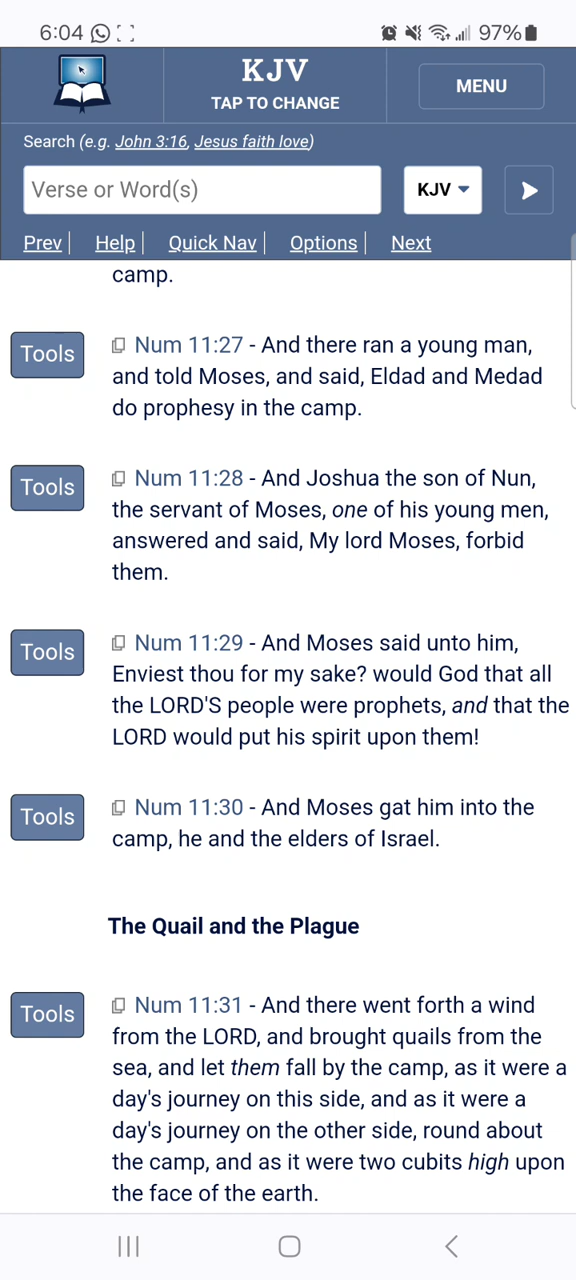 6:04
97%
KJV
TAP TO CHANGE
MENU
Search (e.g. John 3:16, Jesus faith love)
Verse or Word(s)
KJV
Prev | Help | Quick Nav | Options | Next
camp.
Tools
Num 11:27 - And there ran a young man,
and told Moses, and said, Eldad and Medad
do prophesy in the camp.
Tools
Num 11:28 - And Joshua the son of Nun,
the servant of Moses, one of his young men,
answered and said, My lord Moses, forbid
them.
Tools
Num 11:29 - And Moses said unto him,
Enviest thou for my sake? would God that all
the LORD'S people were prophets, and that the
LORD would put his spirit upon them!
Tools
Num 11:30 - And Moses gat him into the
camp, he and the elders of Israel.
The Quail and the Plague
Tools
Num 11:31 - And there went forth a wind
from the LORD, and brought quails from the
sea, and let them fall by the camp, as it were a
day's journey on this side, and as it were a
day's journey on the other side, round about
the camp, and as it were two cubits high upon
the face of the earth.